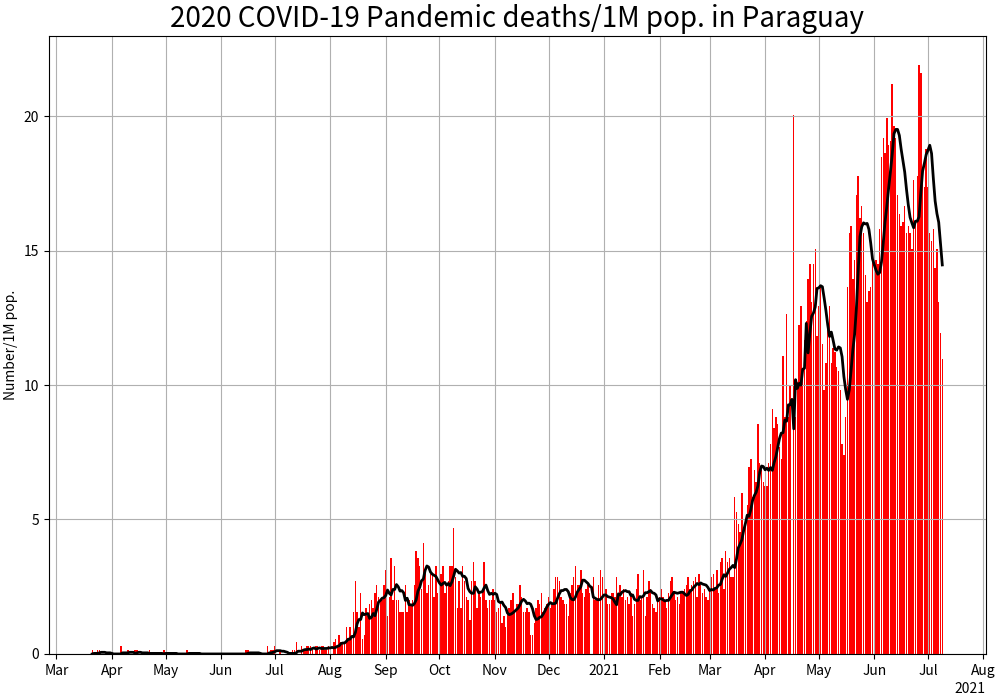 2020 COVID-19 Pandemic deaths/1M pop. in Paraguay
Number/1M pop.
20
15
10
5
0
Mar Apr May Jun Jul Aug Sep Oct Nov Dec 2021 Feb Mar Apr May Jun Jul Aug
2021